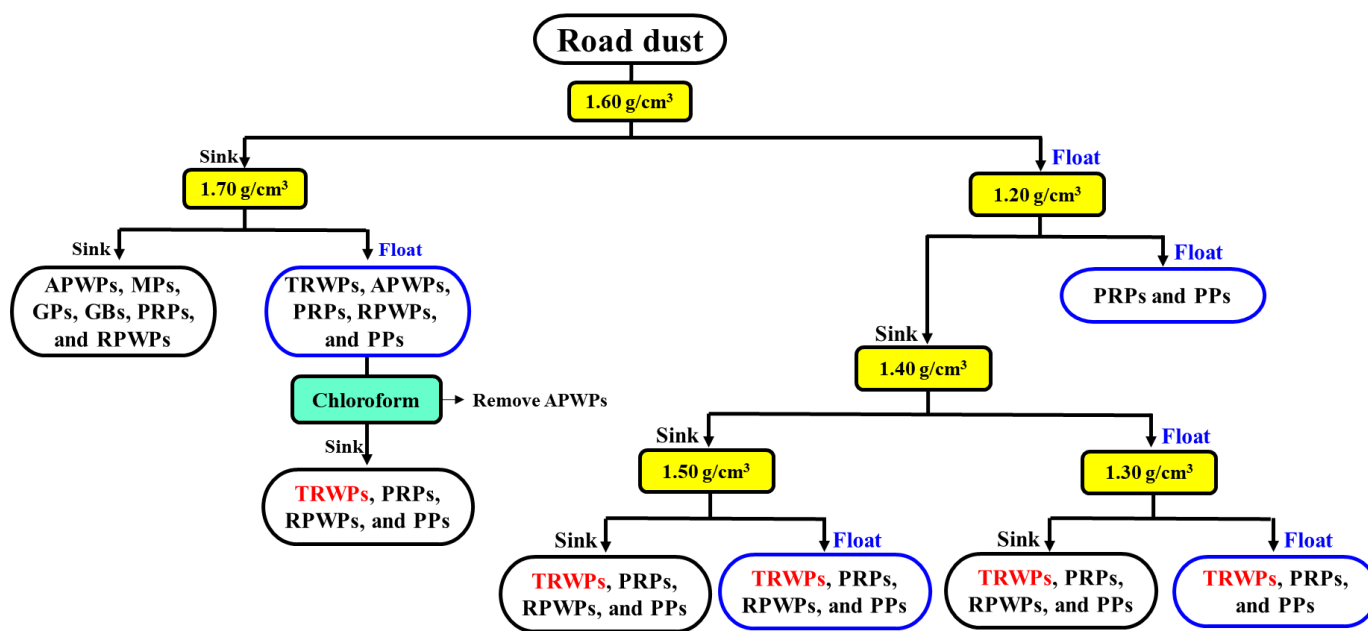 Road dust
1.60 g/cm³
Sink
Float
1.70 g/cm³
1.20 g/cm³
Sink
Float
Float
APWPs, MPs,
GPs, GBs, PRPs,
and RPWPs
TRWPs, APWPs,
PRPs, RPWPs,
and PPs
PRPs and PPs
Sink
1.40 g/cm³
Chloroform
Remove APWPs
Sink
Sink
Float
1.50 g/cm³
1.30 g/cm³
TRWPs, PRPs,
RPWPs, and PPs
Sink
Float
Sink
Float
TRWPs, PRPs,
RPWPs, and PPs
TRWPs, PRPs,
RPWPs, and PPs
TRWPs, PRPs,
RPWPs, and PPs
TRWPs, PRPs,
and PPs